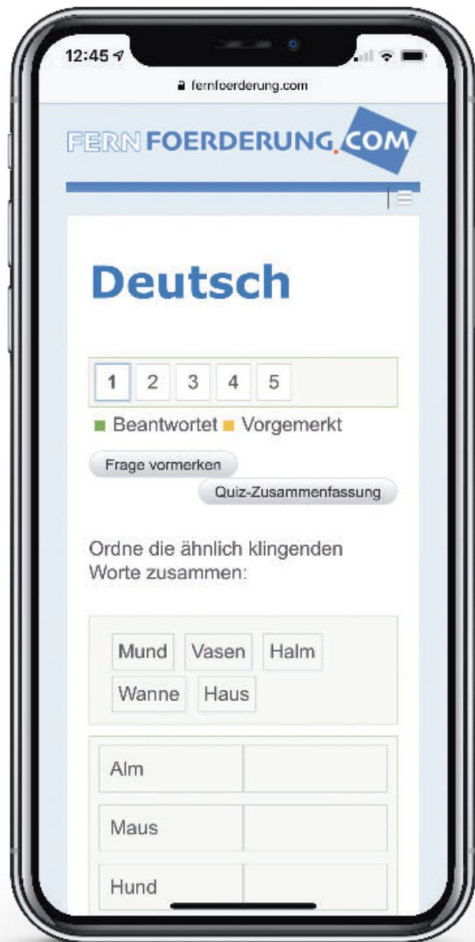 12:45
fernfoerderung.com
FERNFOERDERUNG.COM
Deutsch
1 2 3 4 5
Beantwortet Vorgemerkt
Frage vormerken
Quiz-Zusammenfassung
Ordne die ähnlich klingenden
Worte zusammen:
Mund Vasen Halm
Wanne Haus
Alm
Maus
Hund